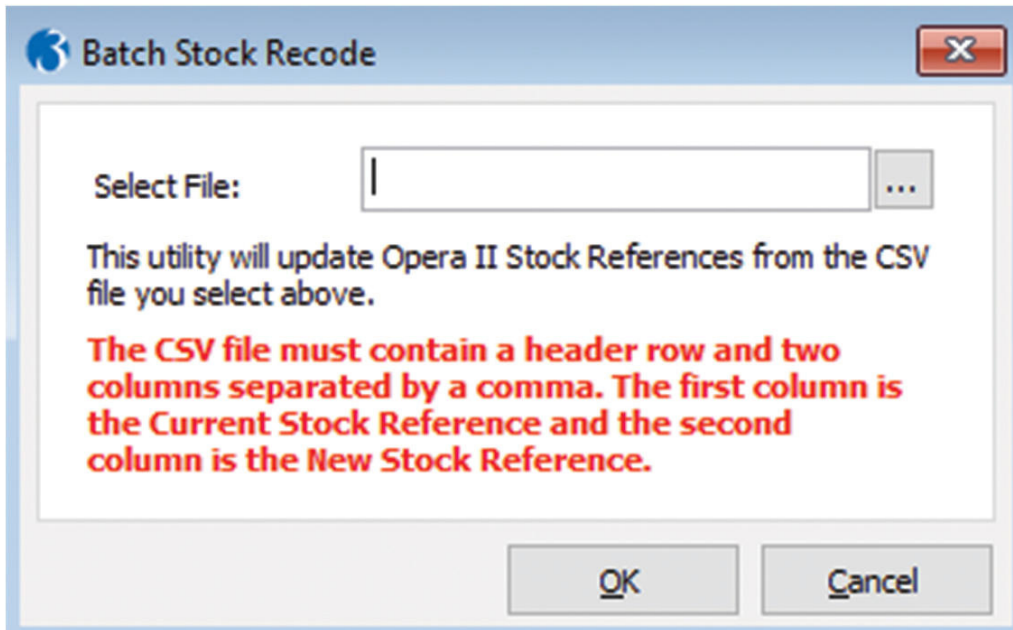 Batch Stock Recode
Select File:
...
This utility will update Opera II Stock References from the CSV
file you select above.
The CSV file must contain a header row and two
columns separated by a comma. The first column is
the Current Stock Reference and the second
column is the New Stock Reference.
OK
Cancel